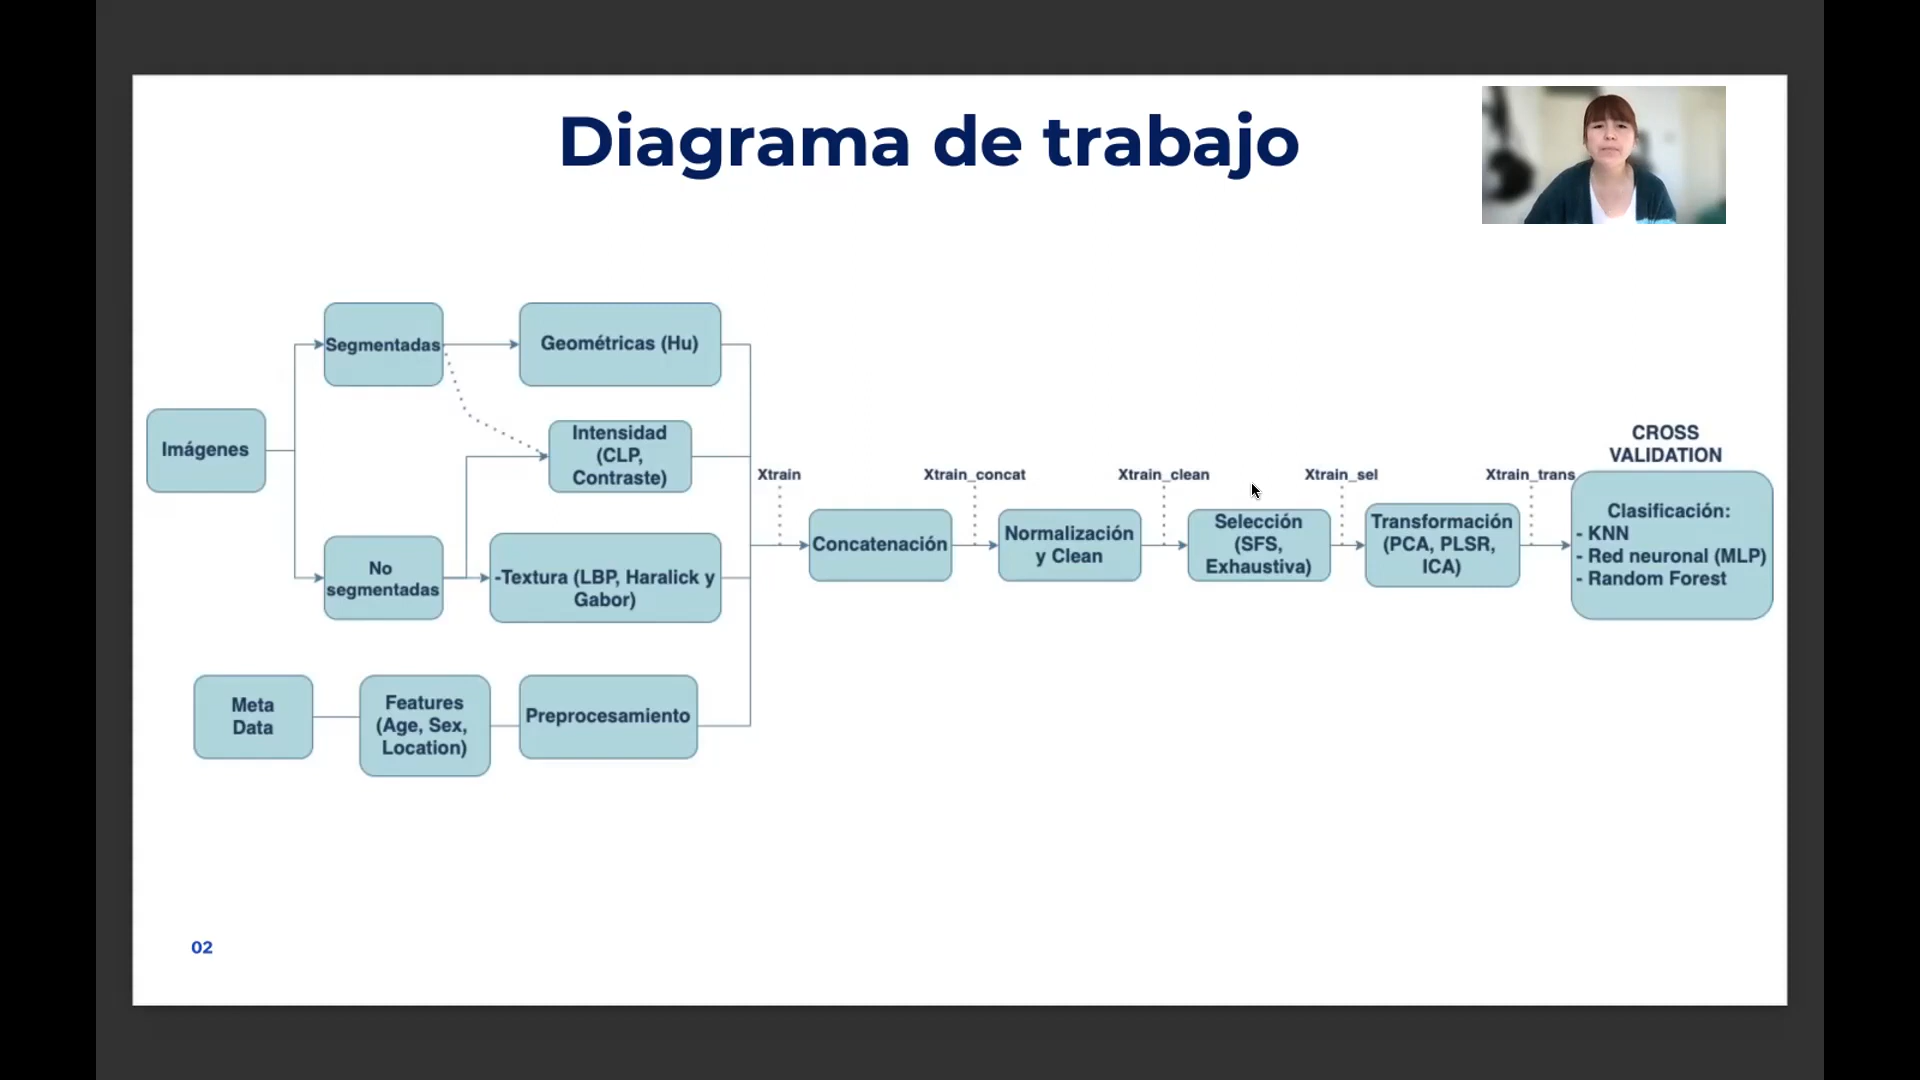 Diagrama de trabajo
Segmentadas
Geométricas (Hu)
Imágenes
Intensidad
(CLP,
Contraste)
No
segmentadas
-Textura (LBP, Haralick y
Gabor)
Meta
Data
Features
(Age, Sex,
Location)
Preprocesamiento
Xtrain
Concatenación
Xtrain_concat
Normalización
y Clean
Xtrain_clean
Selección
(SFS,
Exhaustiva)
Xtrain_sel
Transformación
(PCA, PLSR,
ICA)
Xtrain_trans
CROSS
VALIDATION
Clasificación:
- KNN
- Red neuronal (MLP)
- Random Forest
02